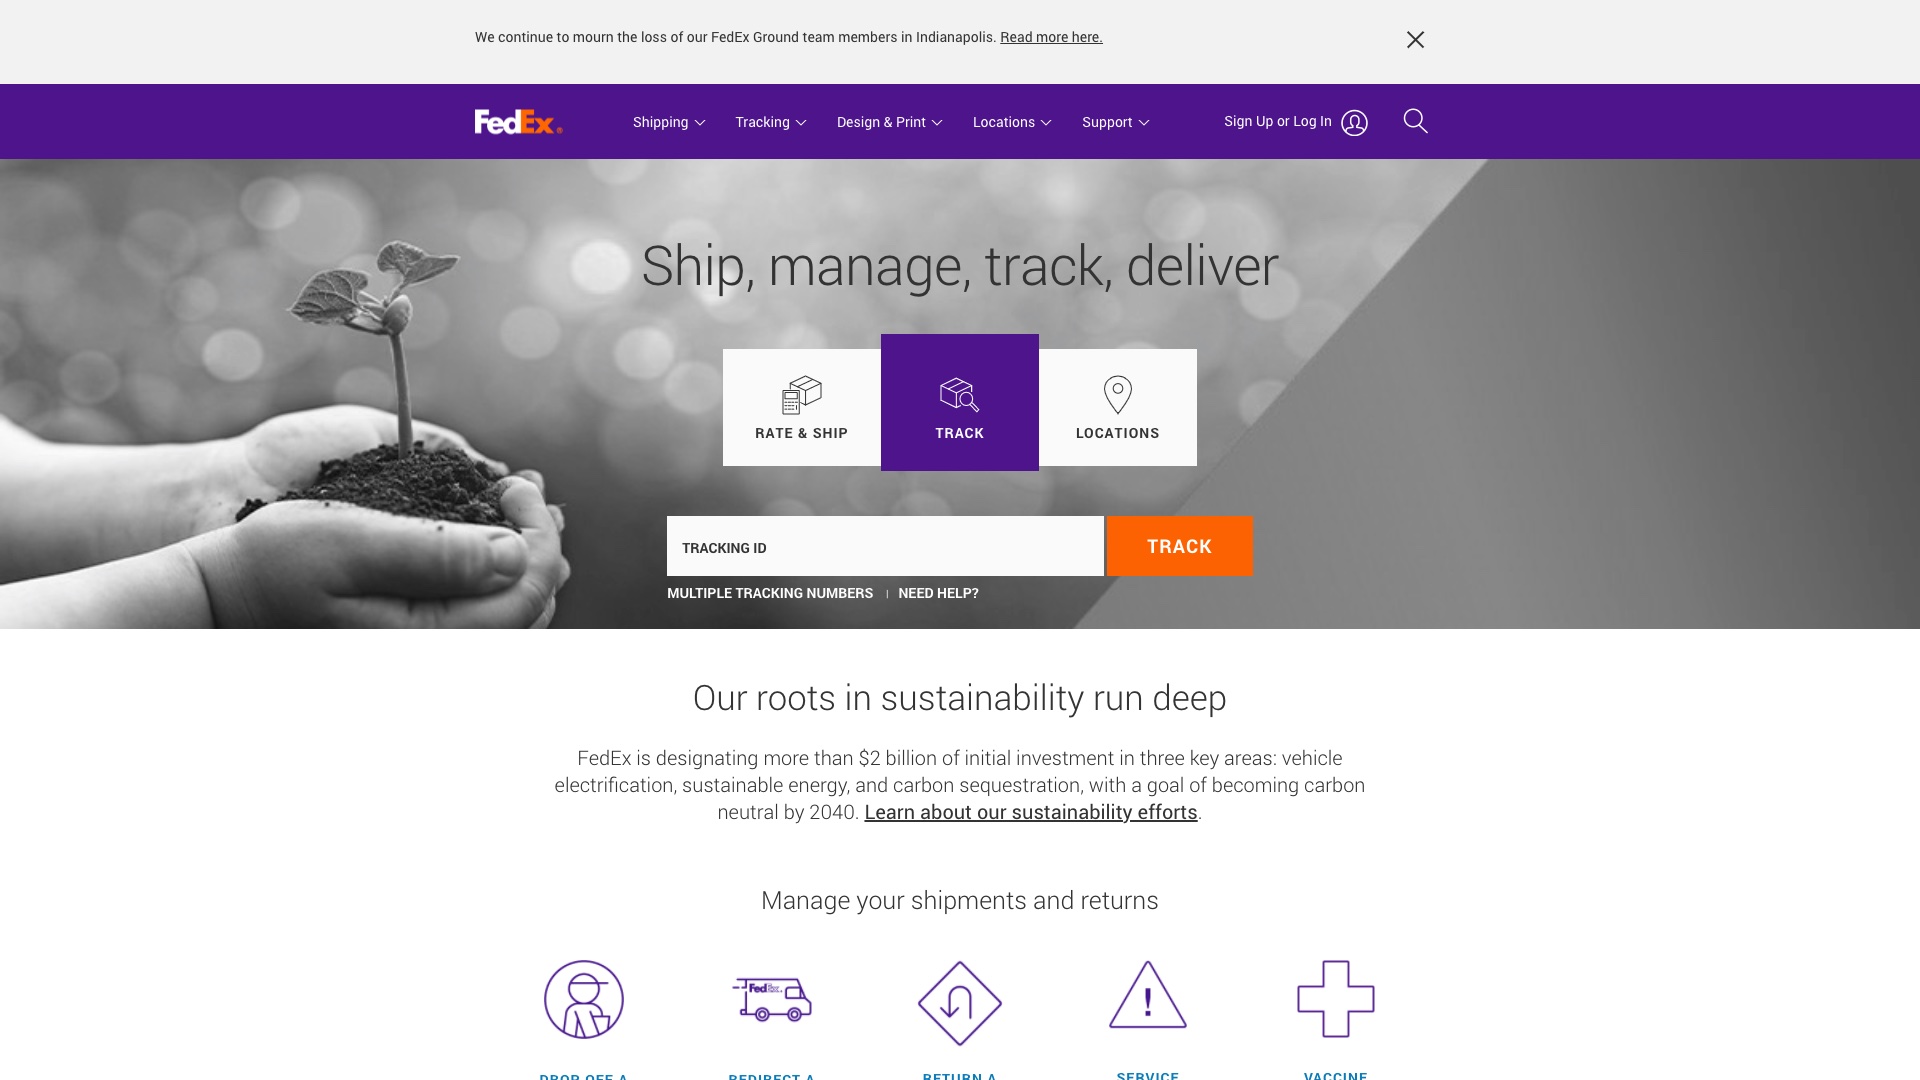 We continue to mourn the loss of our FedEx Ground team members in Indianapolis. Read more here.
FedEx®
Shipping
Tracking
Design & Print
Locations
Support
Sign Up or Log In
Ship, manage, track, deliver
RATE & SHIP
TRACK
LOCATIONS
TRACKING ID
TRACK
MULTIPLE TRACKING NUMBERS | NEED HELP?
Our roots in sustainability run deep
FedEx is designating more than $2 billion of initial investment in three key areas: vehicle
electrification, sustainable energy, and carbon sequestration, with a goal of becoming carbon
neutral by 2040. Learn about our sustainability efforts.
Manage your shipments and returns
FedEx
DROP OFF A
REDIRECT A
RETURN A
SERVICE
VACCINE